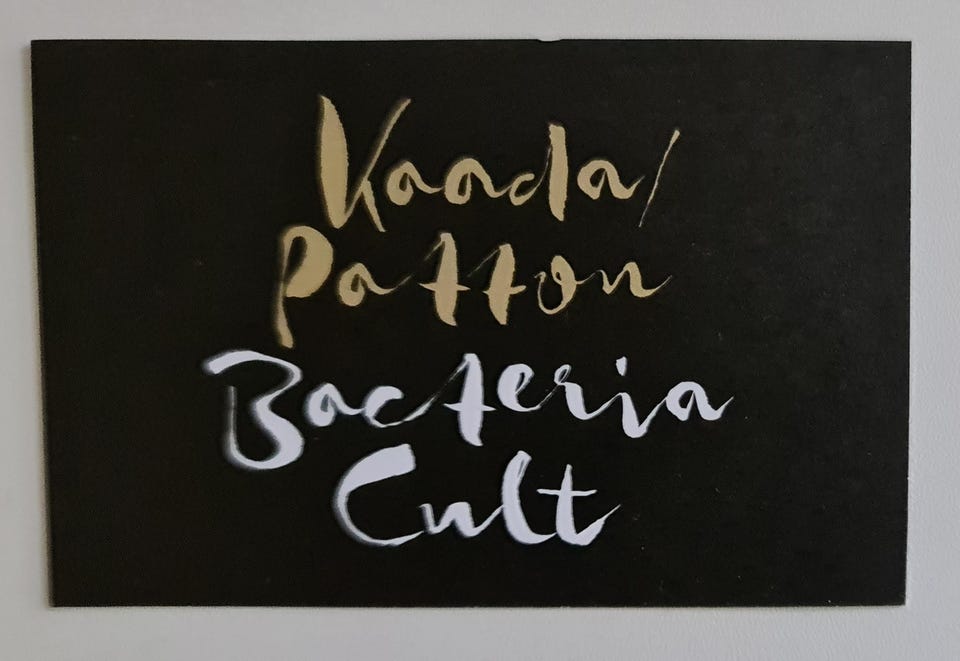 Kaada/
Patton
Bacteria
Cult